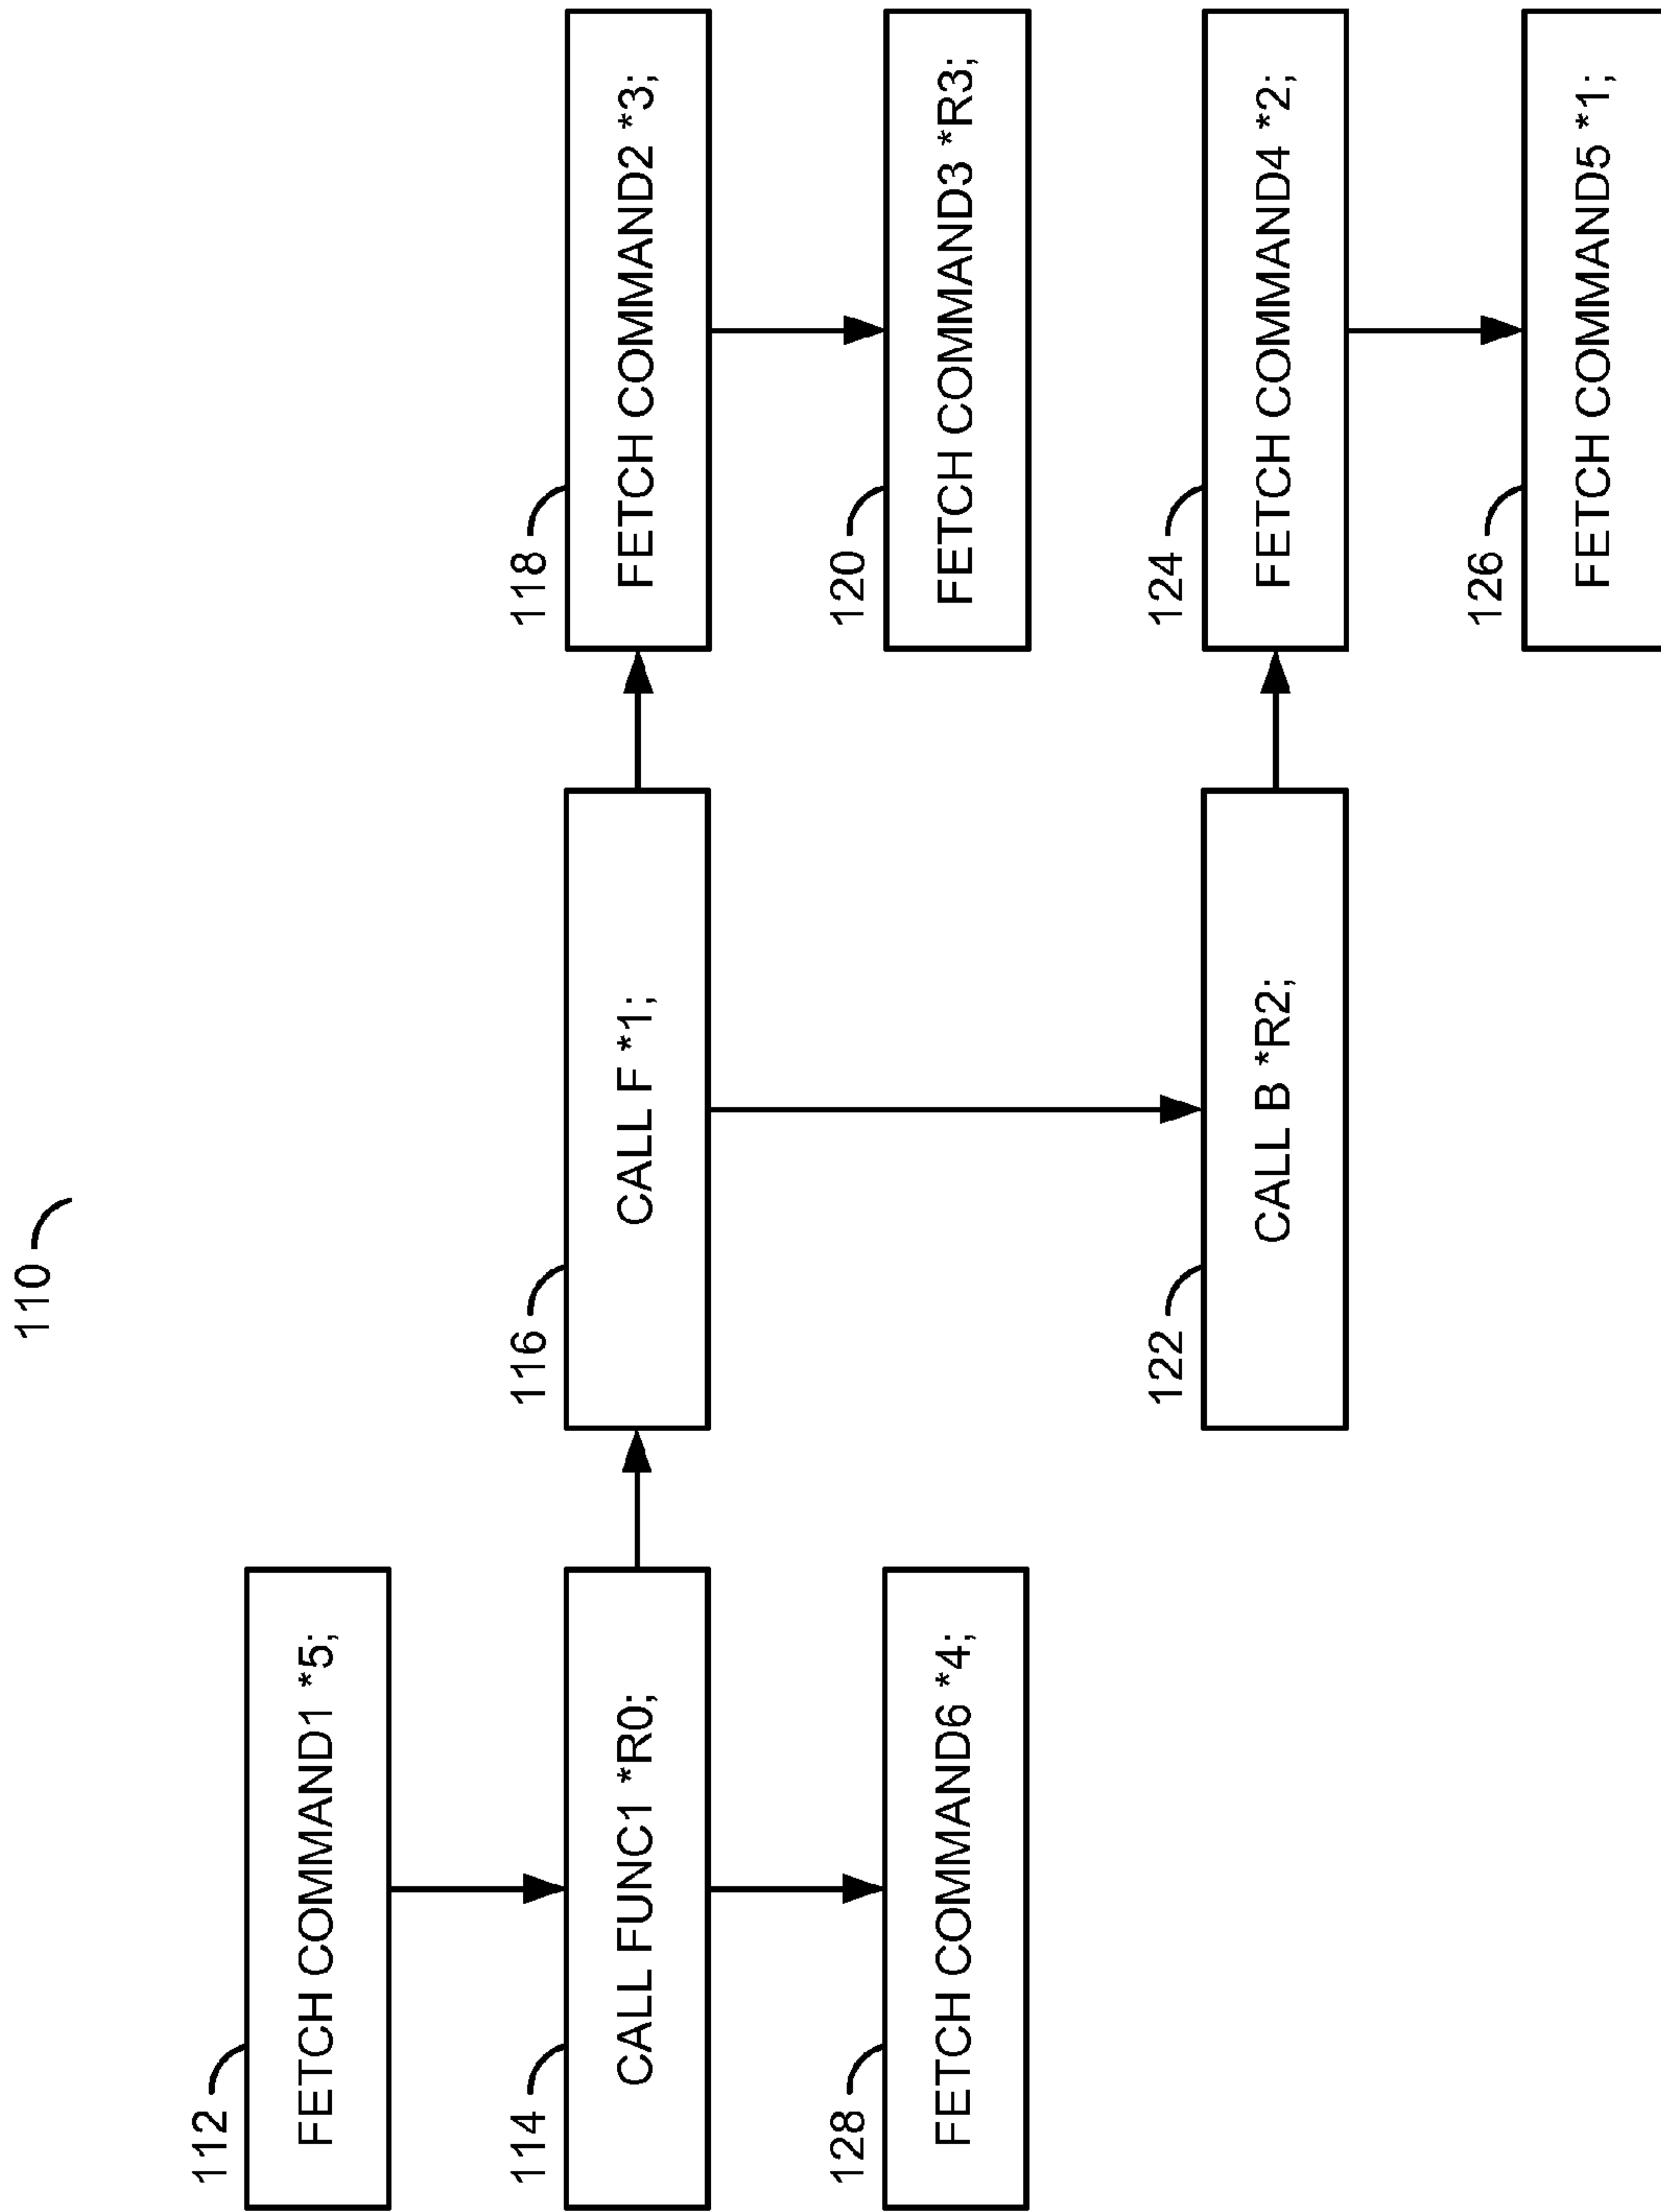 110
112
FETCH COMMAND1 *5;
114
CALL FUNC1 *R0;
128
FETCH COMMAND6 *4;
116
CALL F *1;
122
CALL B *R2;
118
FETCH COMMAND2 *3;
120
FETCH COMMAND3 *R3;
124
FETCH COMMAND4 *2;
126
FETCH COMMAND5 *1;